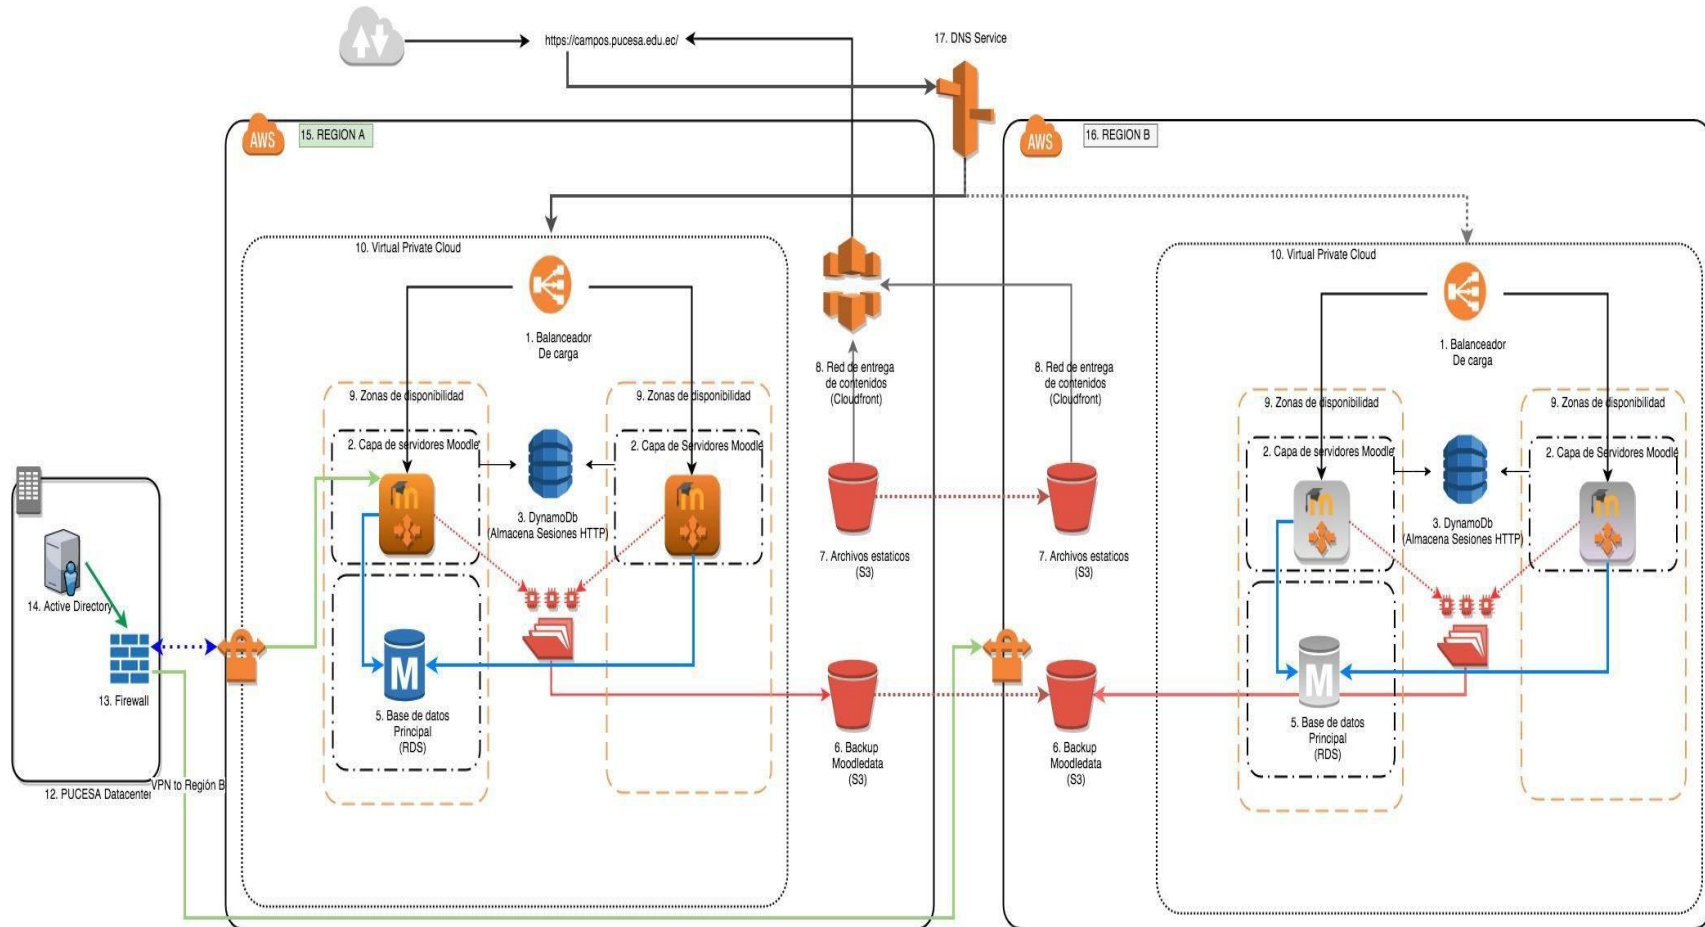 https://campos.pucesa.edu.ec/
17. DNS Service
AWS
15. REGION A
AWS
16. REGION B
10. Virtual Private Cloud
1. Balanceador
De carga
9. Zonas de disponibilidad
9. Zonas de disponibilidad
2. Capa de servidores Moodle
2. Capa de Servidores Moodle
m
m
3. DynamoDb
(Almacena Sesiones HTTP)
M
5. Base de datos
Principal
(RDS)
8. Red de entrega
de contenidos
(Cloudfront)
8. Red de entrega
de contenidos
(Cloudfront)
7. Archivos estaticos
(S3)
7. Archivos estaticos
(S3)
6. Backup
Moodledata
(S3)
6. Backup
Moodledata
(S3)
10. Virtual Private Cloud
1. Balanceador
De carga
9. Zonas de disponibilidad
9. Zonas de disponibilidad
2. Capa de servidores Moodle
2. Capa de Servidores Moodle
m
m
3. DynamoDb
(Almacena Sesiones HTTP)
M
5. Base de datos
Principal
(RDS)
14. Active Directory
13. Firewall
12. PUCESA Datacenter
VPN to Región B